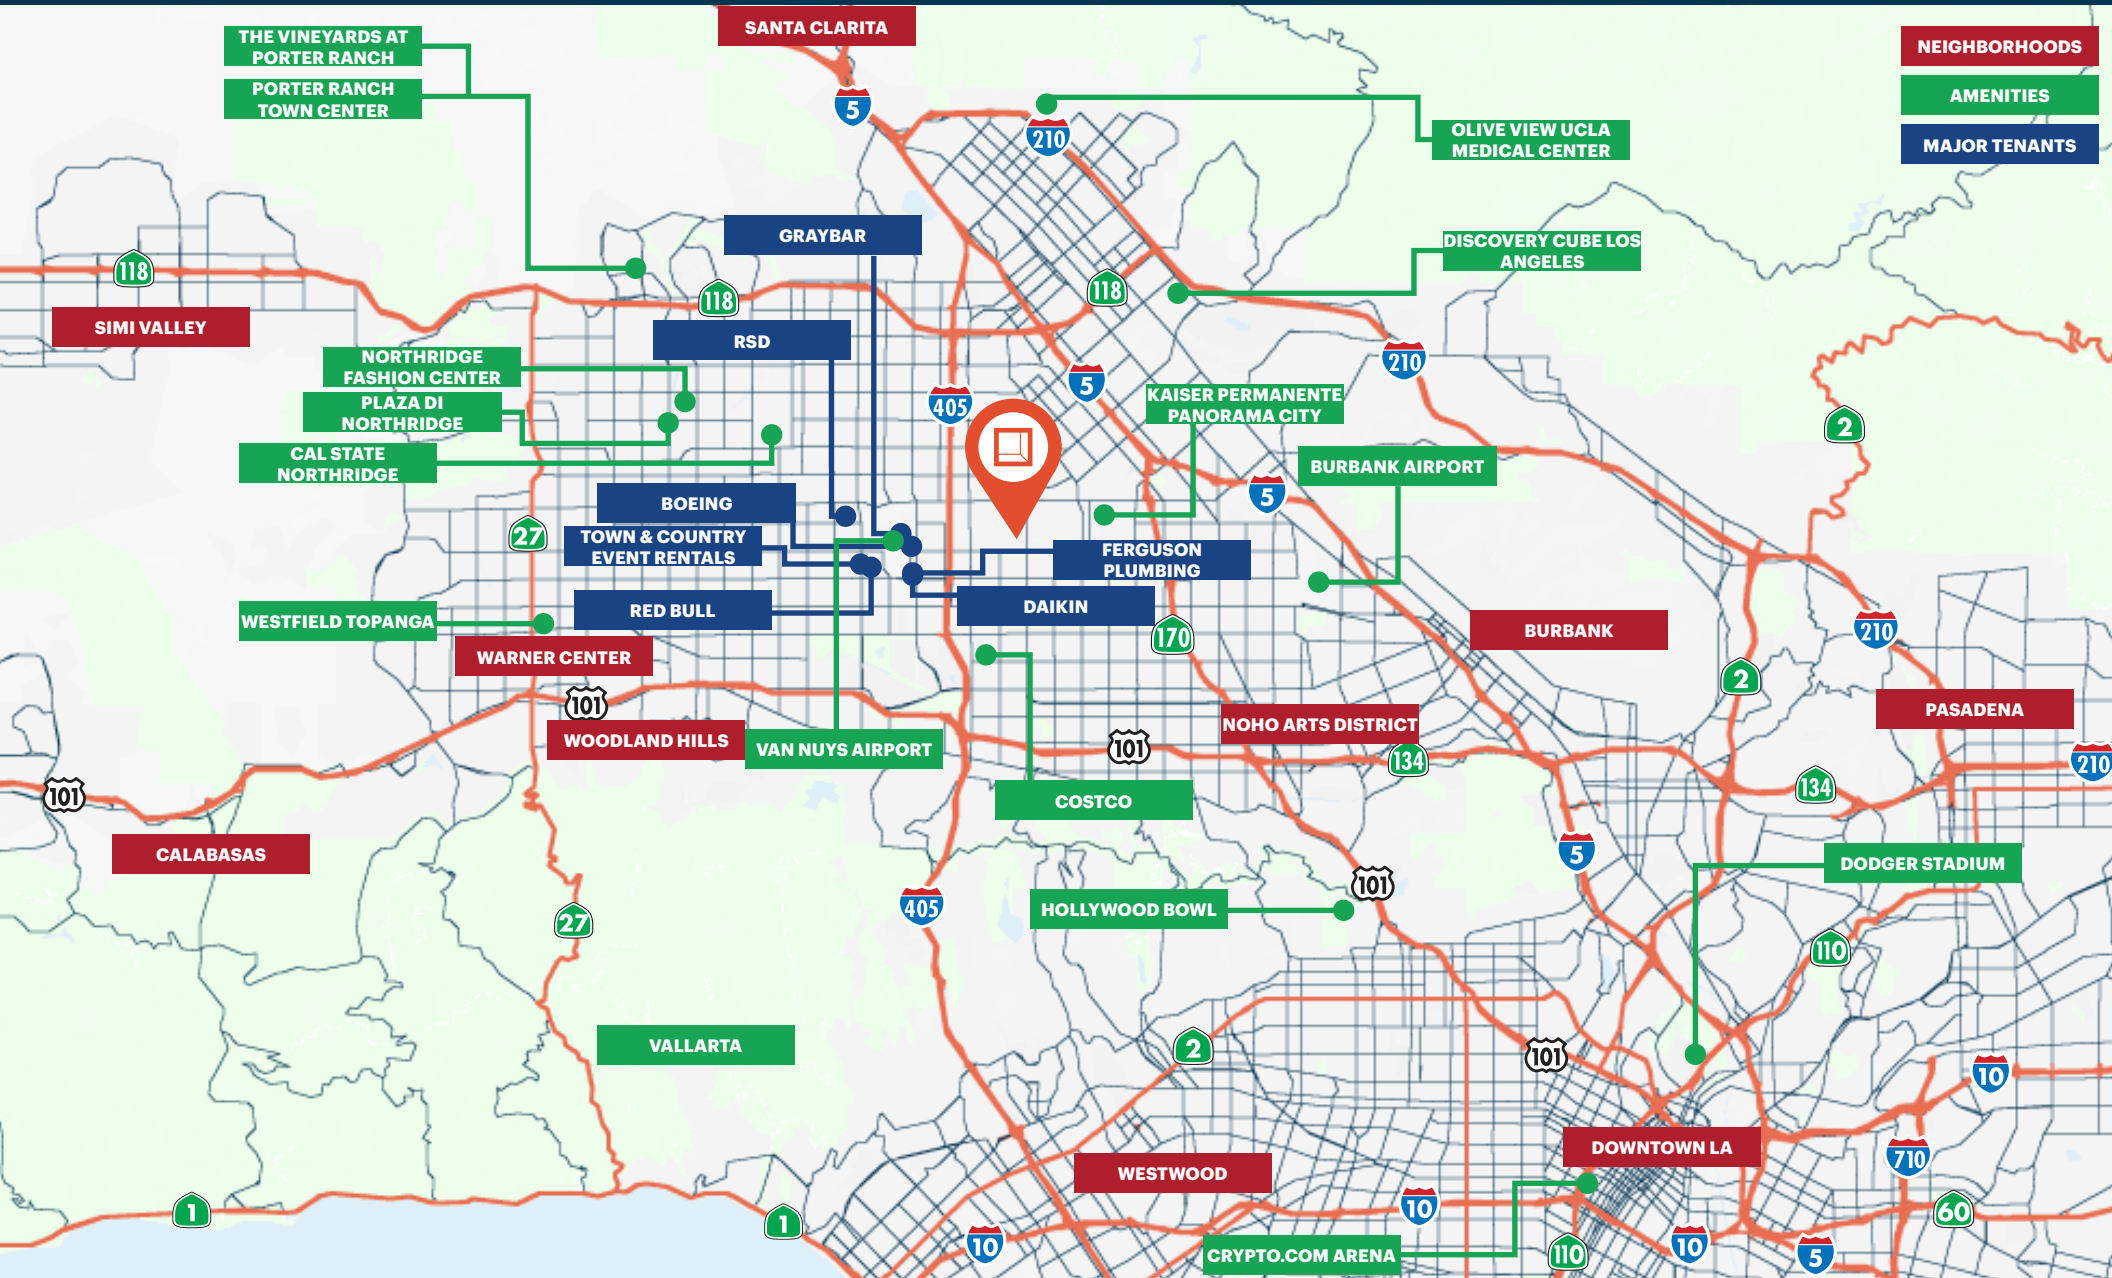 SANTA CLARITA
THE VINEYARDS AT
PORTER RANCH
NEIGHBORHOODS
PORTER RANCH
TOWN CENTER
AMENITIES
5
210
OLIVE VIEW UCLA
MEDICAL CENTER
MAJOR TENANTS
GRAYBAR
DISCOVERY CUBE LOS
ANGELES
118
118
118
SIMI VALLEY
RSD
NORTHRIDGE
FASHION CENTER
210
5
405
KAISER PERMANENTE
PANORAMA CITY
PLAZA DI
NORTHRIDGE
2
CAL STATE
NORTHRIDGE
BURBANK AIRPORT
5
BOEING
27
TOWN & COUNTRY
EVENT RENTALS
FERGUSON
PLUMBING
DAIKIN
RED BULL
WESTFIELD TOPANGA
170
BURBANK
210
WARNER CENTER
2
101
PASADENA
NOHO ARTS DISTRICT
WOODLAND HILLS
VAN NUYS AIRPORT
101
134
210
101
134
COSTCO
CALABASAS
5
DODGER STADIUM
101
405
HOLLYWOOD BOWL
27
110
VALLARTA
2
101
10
DOWNTOWN LA
710
WESTWOOD
1
1
10
60
10
CRYPTO.COM ARENA
110
10
5